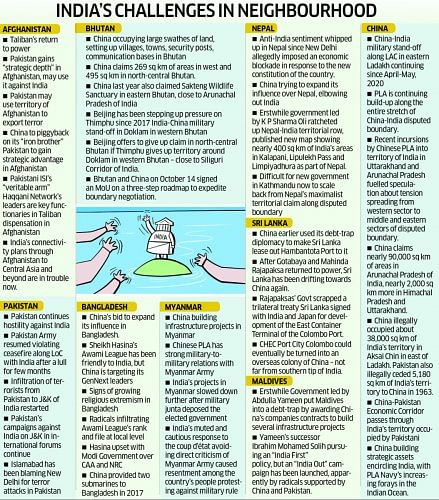 INDIA'S CHALLENGES IN NEIGHBOURHOOD
AFGHANISTAN
■ Taliban's return
to power
■ Pakistan gains
"strategic depth" in
Afghanistan, may
use it against India
■ Pakistan may
use territory of
Afghanistan to
export terror
■ China to piggyback
on its "iron brother"
Pakistan to gain
strategic advantage
in Afghanistan
■ Pakistani ISI's
"veritable arm"
Haqqani Network's
leaders are key func-
tionaries in Taliban
dispensation in
Afghanistan
■ India's connectivi-
ty plans through
Afghanistan to
Central Asia and
beyond are in trouble
now.
BHUTAN
■ China occupying large swathes of land,
setting up villages, towns, security posts,
communication bases in Bhutan
■ China claims 269 sq km of areas in west and
495 sq km in north-central Bhutan.
■ China last year also claimed Sakteng Wildlife
Sanctuary in eastern Bhutan, close to Arunachal
Pradesh of India
■ Beijing has been stepping up pressure on
Thimphu since 2017 India-China military
stand-off in Doklam in western Bhutan
■ Beijing offers to give up claim in north-central
Bhutan if Thimphu gives up territory around
Doklam in western Bhutan – close to Siliguri
Corridor of India.
■ Bhutan and China on October 14 signed
an MoU on a three-step roadmap to expedite
boundary negotiation.
INDIA
NEPAL
■ Anti-India sentiment whipped
up in Nepal since New Delhi
allegedly imposed an economic
blockade in response to the new
constitution of the country.
■ China trying to expand its
influence over Nepal, elbowing
out India
■ Erstwhile government led by
K P Sharma Oli ratcheted up
Nepal-India territorial row,
published new map showing
nearly 400 sq km of India's areas
in Kalapani, Lipulekh Pass and
Limpiyadhura as part of Nepal.
■ Difficult for new government
in Kathmandu now to scale
back from Nepal's maximalist
territorial claim along disputed
boundary
SRI LANKA
■ China earlier used its debt-trap
diplomacy to make Sri Lanka
lease out Hambantota Port to it
■ After Gotabaya and Mahinda
Rajapaksa returned to power, Sri
Lanka has been drifting towards
China again.
■ Rajapaksas' Govt scrapped a
trilateral treaty Sri Lanka signed
with India and Japan for devel-
opment of the East Container
Terminal of the Colombo Port.
■ CHEC Port City Colombo could
eventually be turned into an
overseas colony of China – not
far from southern tip of India.
MALDIVES
■ Erstwhile Government led by
Abdulla Yameen put Maldives
into a debt-trap by awarding Chi-
na's companies contracts to build
several infrastructure projects
■ Yameen's successor
Ibrahim Mohamed Solih pursu-
ing an "India First"
policy, but an "India Out" cam-
paign has been launched, appar-
ently by radicals supported by
China and Pakistan.
CHINA
■ China-India
military stand-off
along LAC in eastern
Ladakh continuing
since April-May,
2020
■ PLA is continuing
build-up along the
entire stretch of
China-India disputed
boundary.
■ Recent incursions
by Chinese PLA into
territory of India in
Uttarakhand and
Arunachal Pradesh
fuelled specula-
tion about tension
spreading from
western sector to
middle and eastern
sectors of disputed
boundary.
■ China claims
nearly 90,000 sq km
of areas in
Arunachal Pradesh of
India, nearly 2,000 sq
km more in Himachal
Pradesh and
Uttarakhand.
■ China illegally
occupied about
38,000 sq km of
India's territory in
Aksai Chin in east of
Ladakh. Pakistan also
illegally ceded 5,180
sq km of India's terri-
tory to China in 1963.
■ China-Pakistan
Economic Corridor
passes through
India's territory occu-
pied by Pakistani
■ China building
strategic assets
encircling India, with
PLA Navy's increas-
ing forays in the
Indian Ocean.
PAKISTAN
■ Pakistan continues
hostility against India
■ Pakistan Army
resumed violating
ceasefire along LoC
with India after a lull
for few months
■ Infiltration of ter-
rorists from
Pakistan to J&K of
India restarted
■ Pakistan's
campaigns against
India on J&K in in-
ternational forums
continue
■ Islamabad has
been blaming New
Delhi for terror
attacks in Pakistan
BANGLADESH
■ China's bid to expand
its influence in
Bangladesh
■ Sheikh Hasina's
Awami League has been
friendly to India, but
China is targeting its
GenNext leaders
■ Signs of growing
religious extremism in
Bangladesh
■ Radicals infiltrating
Awami League's rank
and file at local level
■ Hasina upset with
Modi Government over
CAA and NRC
■ China provided two
submarines to
Bangladesh in 2017
MYANMAR
■ China building
infrastructure projects in
Myanmar
■ Chinese PLA has
strong military-to-
military relations with
Myanmar Army
■ India's projects in
Myanmar slowed down
further after military
junta deposed the
elected government
■ India's muted and
cautious response to
the coup d'état avoid-
ing direct criticism of
Myanmar Army caused
resentment among the
country's people protest-
ing against military rule